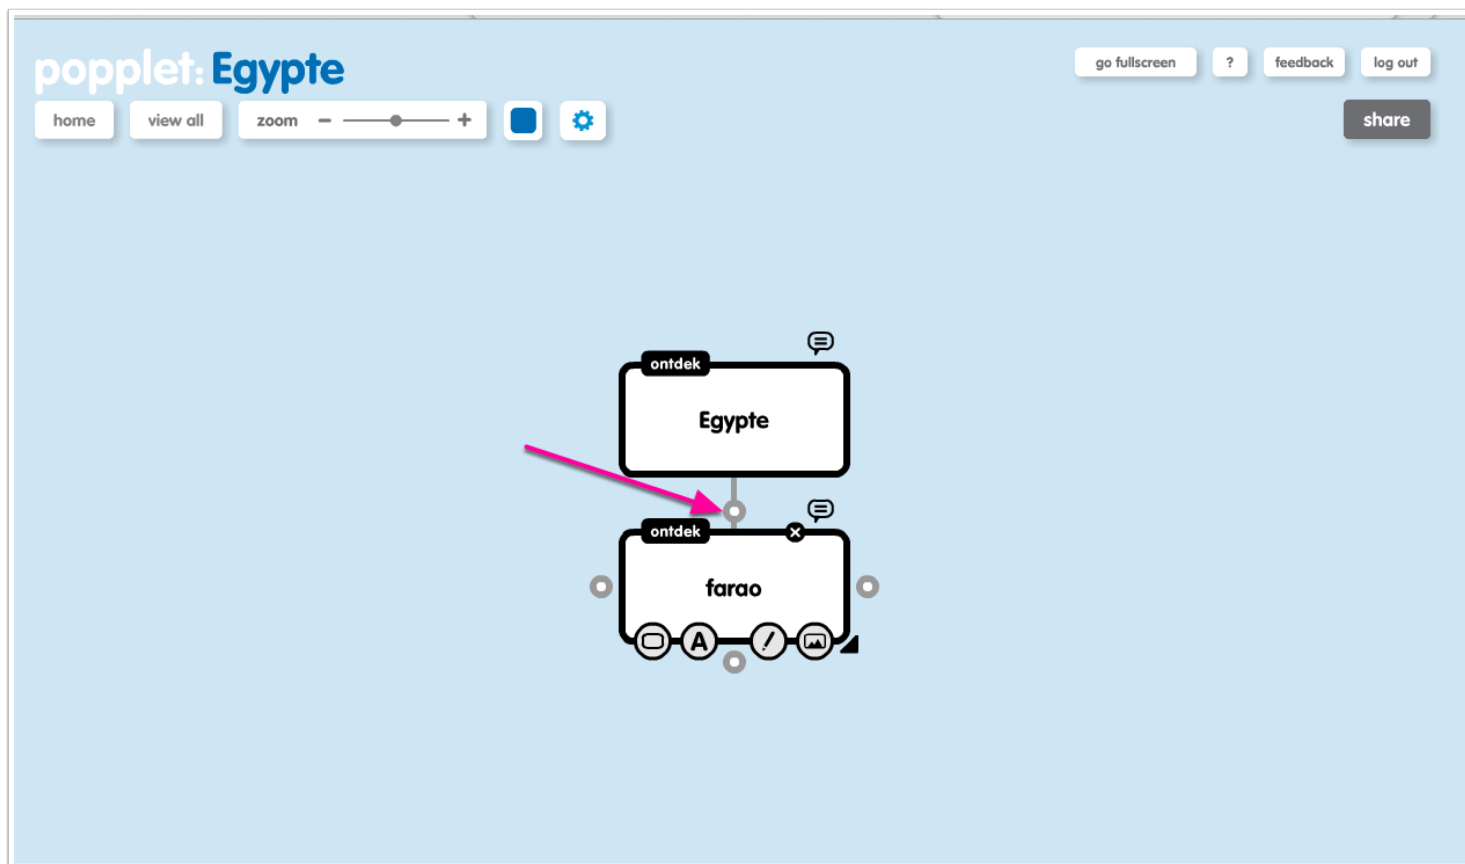 popplet: Egypte
go fullscreen ? feedback log out
home view all zoom - +
share
ontdek
Egypte
ontdek
farao
A